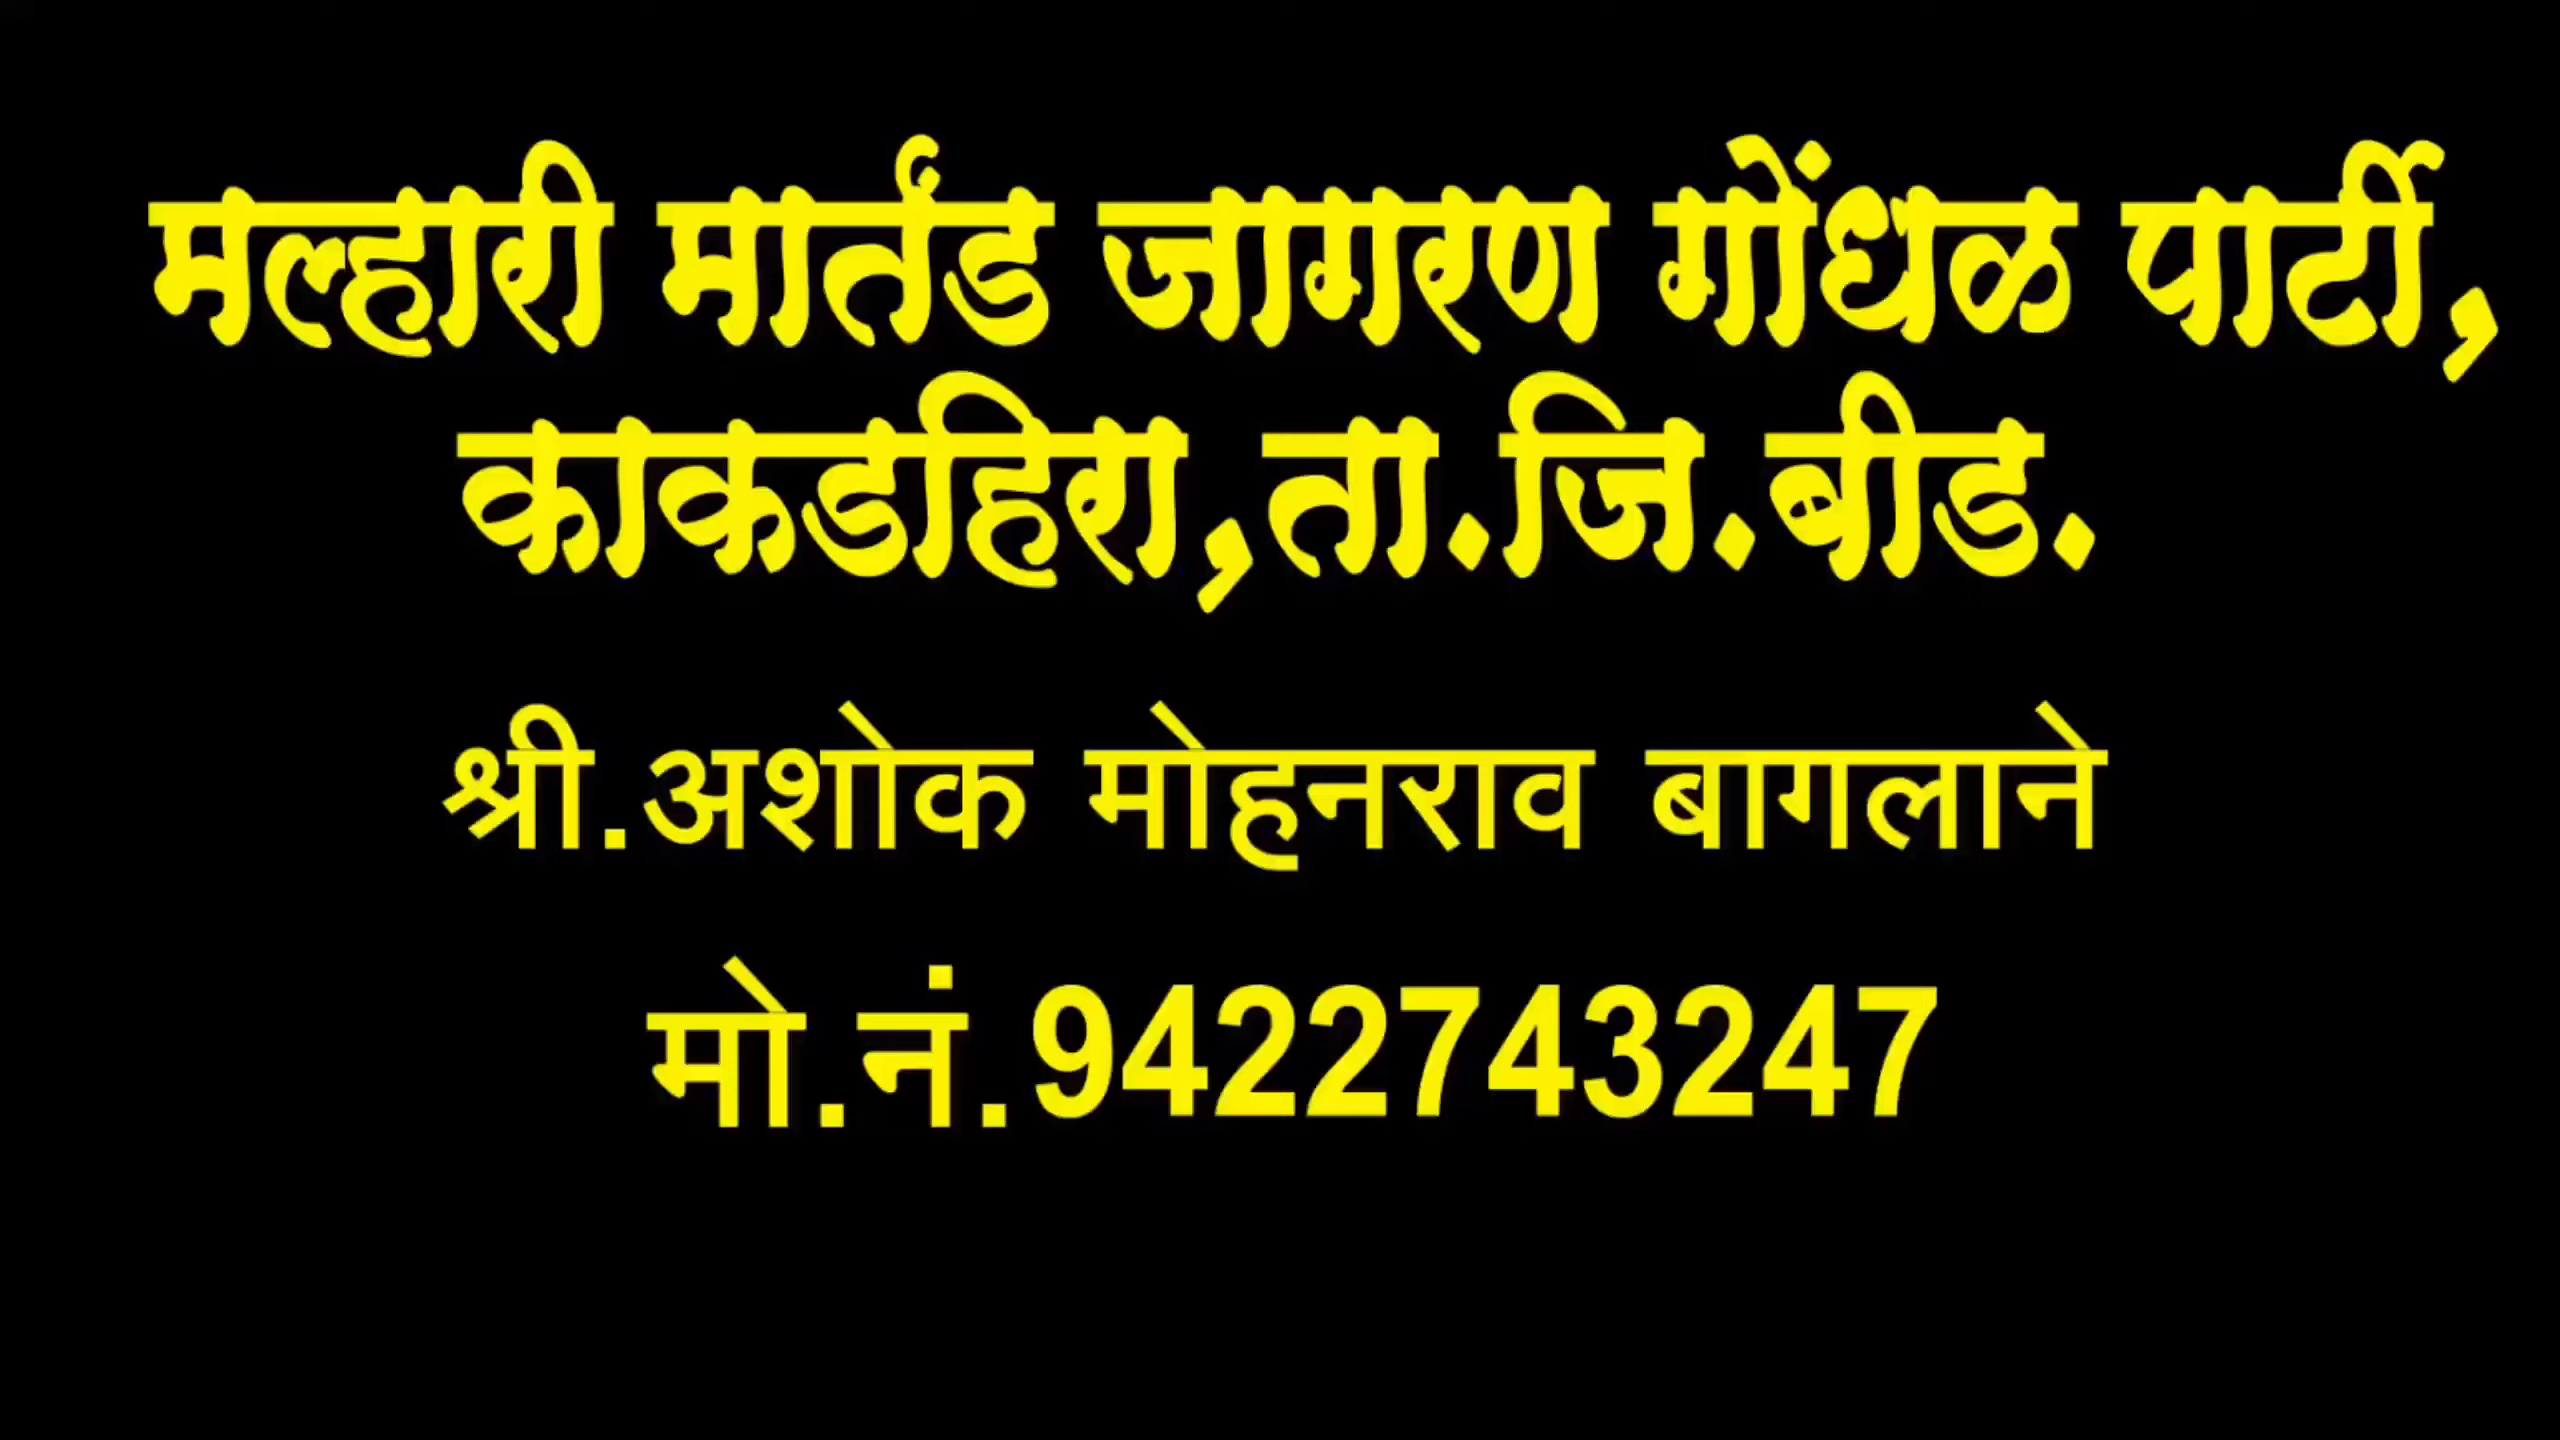 मल्हारी मार्तंड जागरण गोंधळ पार्टी,
काकडहिरा,ता.जि.बीड.
श्री.अशोक मोहनराव बागलाने
मो.नं.9422743247